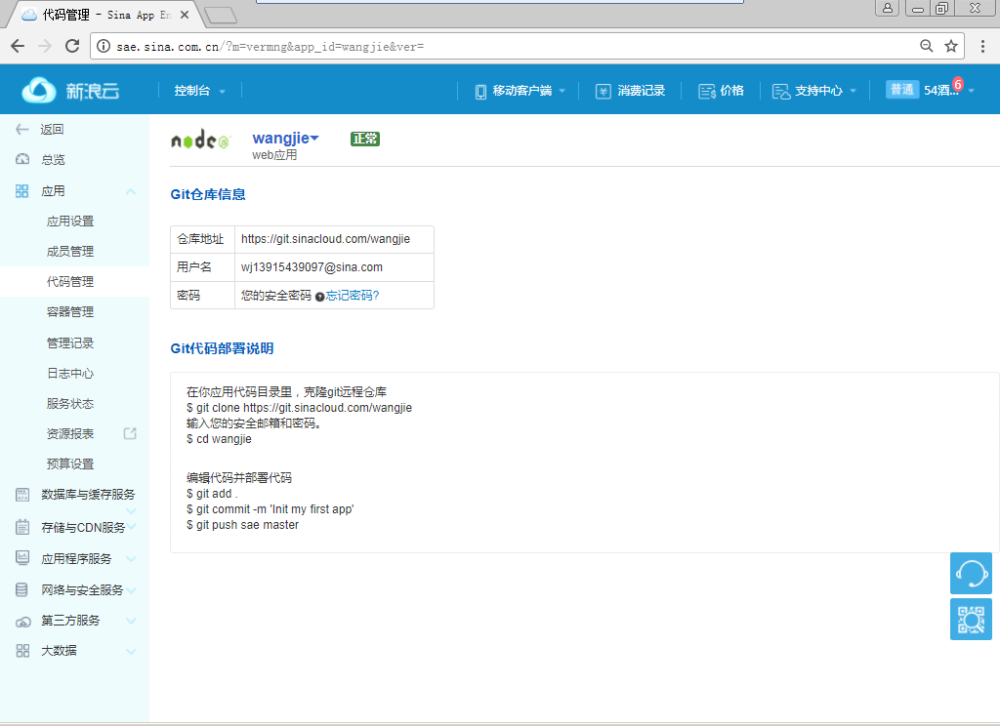 代码管理 - Sina App En
sae.sina.com.cn/?m=vermng&app_id=wangjie&ver=
新浪云
控制台
移动客户端
消费记录
价格
支持中心
普通
54酒...
6
返回
总览
应用
应用设置
成员管理
代码管理
容器管理
管理记录
日志中心
服务状态
资源报表
预算设置
数据库与缓存服务
存储与CDN服务
应用程序服务
网络与安全服务
第三方服务
大数据
node
wangjie
正常
web应用
Git仓库信息
仓库地址 https://git.sinacloud.com/wangjie
用户名 wj13915439097@sina.com
密码 您的安全密码 ?忘记密码?
Git代码部署说明
在你应用代码目录里，克隆git远程仓库
$ git clone https://git.sinacloud.com/wangjie
输入您的安全邮箱和密码。
$ cd wangjie
编辑代码并部署代码
$ git add .
$ git commit -m 'Init my first app'
$ git push sae master